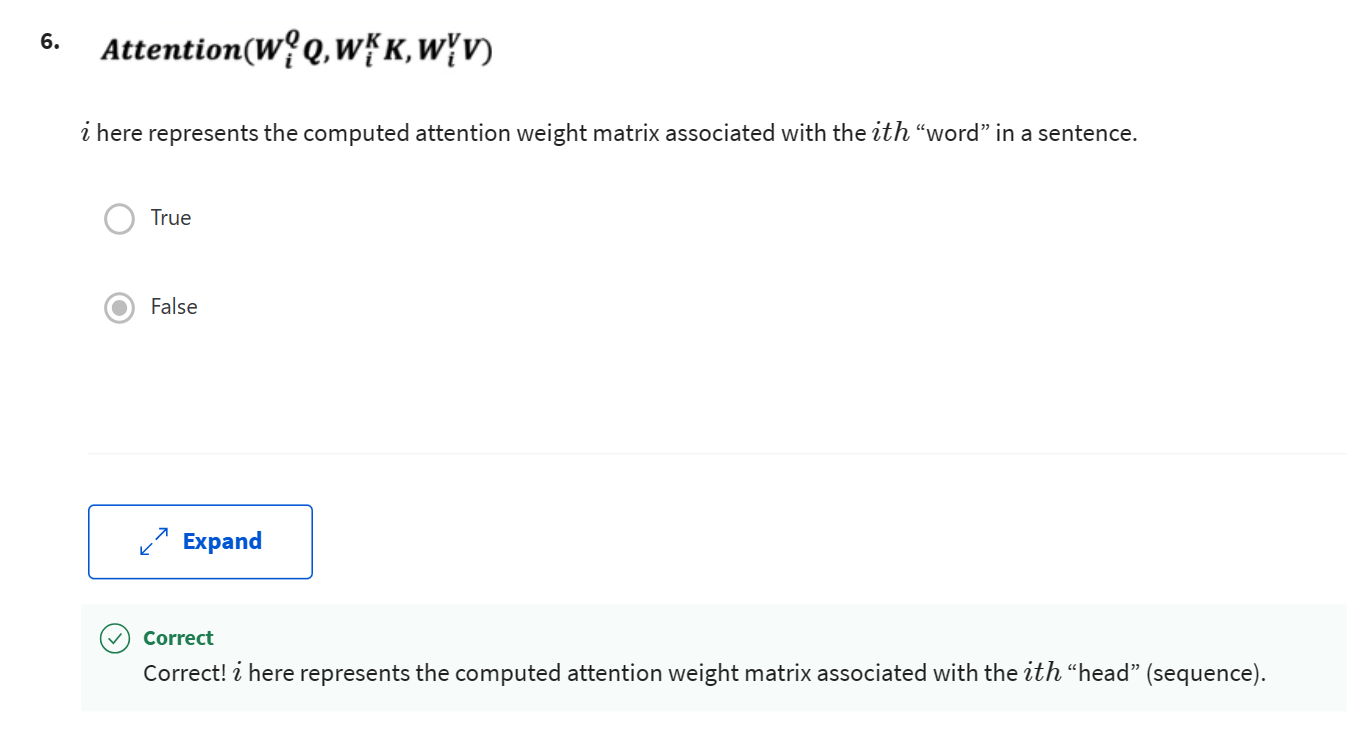 6. Attention(W_i^Q Q, W_i^K K, W_i^V V)
i here represents the computed attention weight matrix associated with the ith “word” in a sentence.
True
False
Expand
Correct
Correct! i here represents the computed attention weight matrix associated with the ith “head” (sequence).